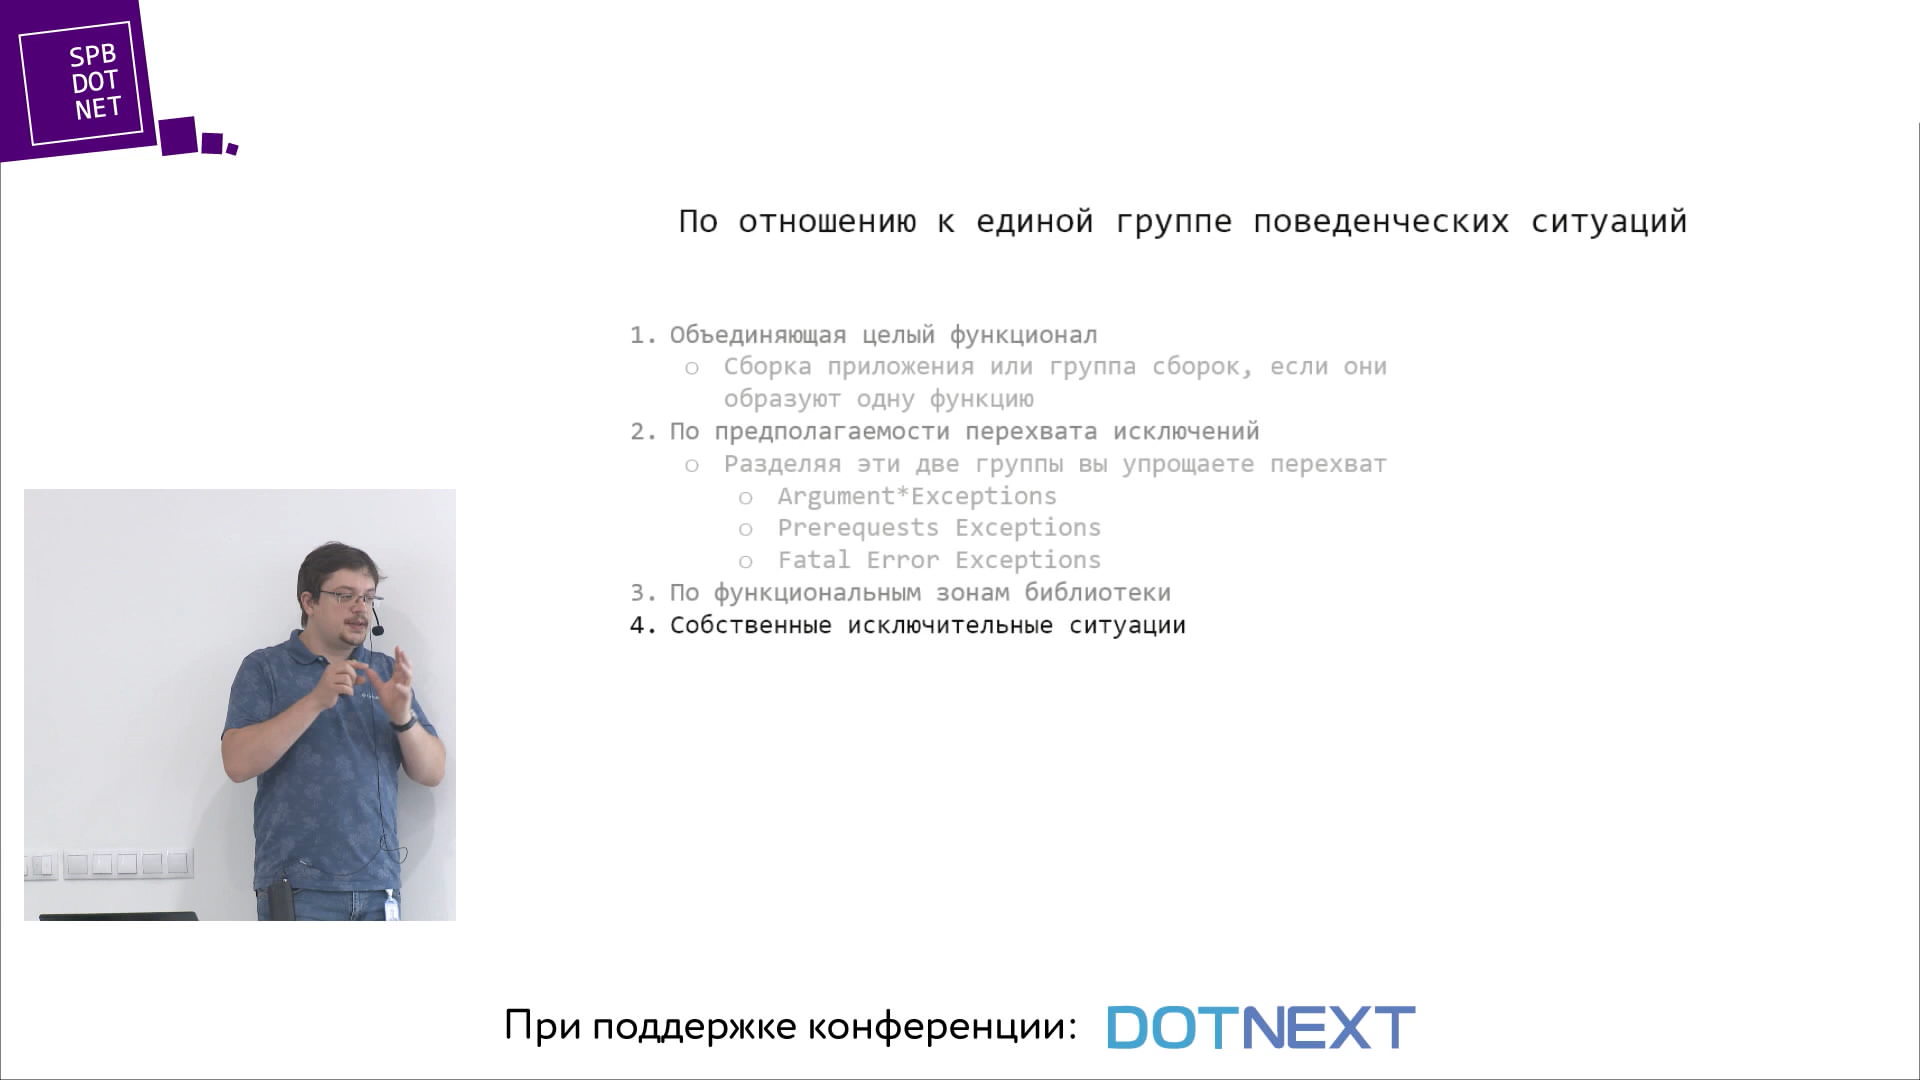 SPB
DOT
NET
По отношению к единой группе поведенческих ситуаций
1. Объединяющая целый функционал
o Сборка приложения или группа сборок, если они
образуют одну функцию
2. По предполагаемости перехвата исключений
o Разделяя эти две группы вы упрощаете перехват
o Argument*Exceptions
o Prerequests Exceptions
o Fatal Error Exceptions
3. По функциональным зонам библиотеки
4. Собственные исключительные ситуации
При поддержке конференции: DOTNEXT